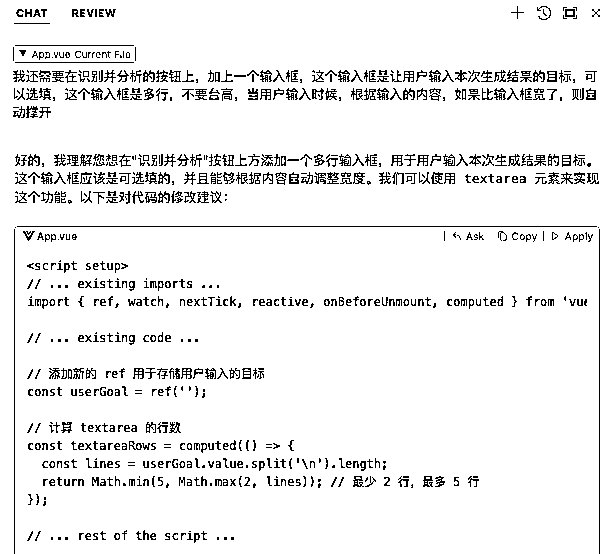 CHAT REVIEW
App.vue Current File
我还需要在识别并分析的按钮上，加上一个输入框，这个输入框是让用户输入本次生成结果的目标，可
以选填，这个输入框是多行，不要台高，当用户输入时候，根据输入的内容，如果比输入框宽了，则自
动撑开
好的，我理解您想在"识别并分析"按钮上方添加一个多行输入框，用于用户输入本次生成结果的目标。
这个输入框应该是可选填的，并且能够根据内容自动调整宽度。我们可以使用 textarea 元素来实现
这个功能。以下是对代码的修改建议：
App.vue Ask Copy Apply
<script setup>
// ... existing imports ...
import { ref, watch, nextTick, reactive, onBeforeUnmount, computed } from 'vue
// ... existing code ...
// 添加新的 ref 用于存储用户输入的目标
const userGoal = ref('');
// 计算 textarea 的行数
const textareaRows = computed(() => {
const lines = userGoal.value.split('\n').length;
return Math.min(5, Math.max(2, lines)); // 最少 2 行，最多 5 行
});
// ... rest of the script ...